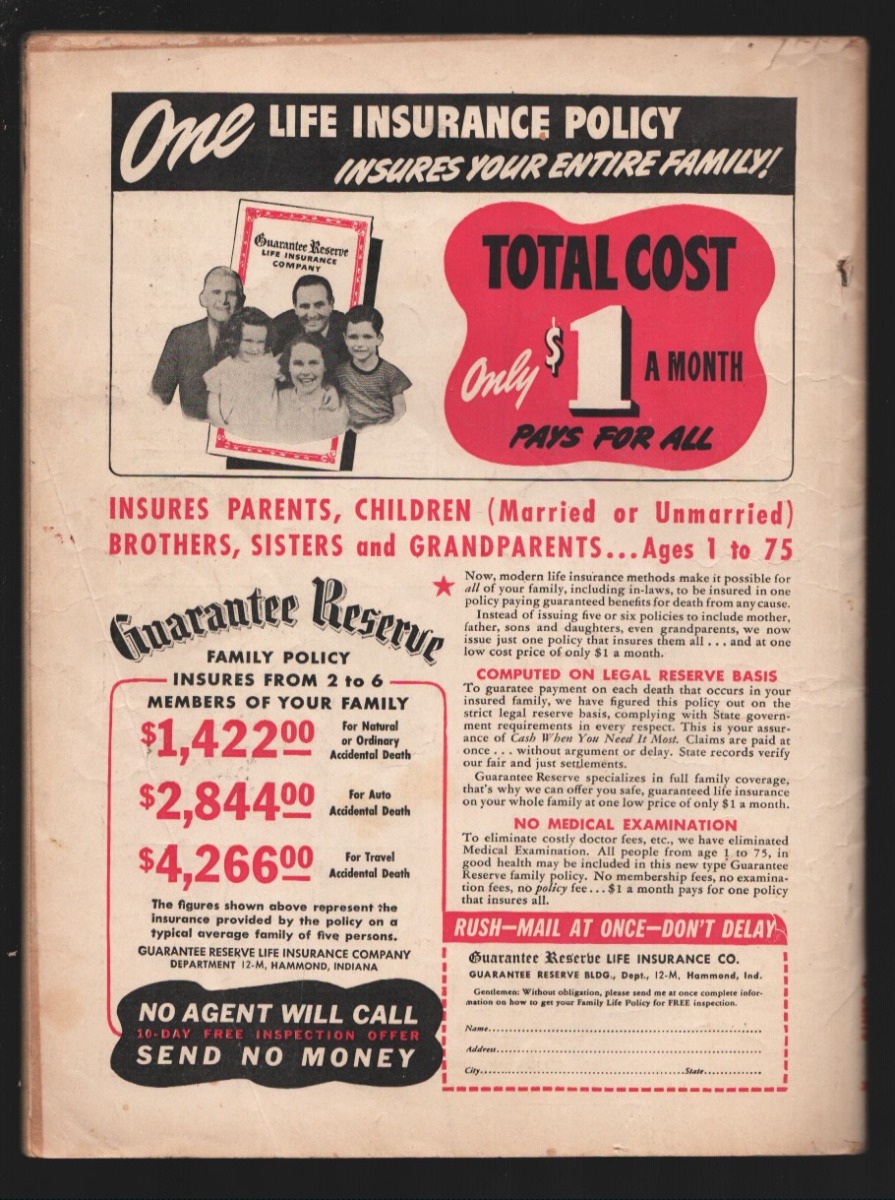 One LIFE INSURANCE POLICY
INSURES YOUR ENTIRE FAMILY!
Guarantee Reserve
LIFE INSURANCE
COMPANY
TOTAL COST
Only $1 A MONTH
PAYS FOR ALL
INSURES PARENTS, CHILDREN (Married or Unmarried)
BROTHERS, SISTERS and GRANDPARENTS...Ages 1 to 75
Guarantee Reserve
FAMILY POLICY
INSURES FROM 2 to 6
MEMBERS OF YOUR FAMILY
$1,42200
For Natural
or Ordinary
Accidental Death
$2,84400
For Auto
Accidental Death
$4,26600
For Travel
Accidental Death
The figures shown above represent the
insurance provided by the policy on a
typical average family of five persons.
GUARANTEE RESERVE LIFE INSURANCE COMPANY
DEPARTMENT 12-M, HAMMOND, INDIANA
NO AGENT WILL CALL
10-DAY FREE INSPECTION OFFER
SEND NO MONEY
Now, modern life insurance methods make it possible for
all of your family, including in-laws, to be insured in one
policy paying guaranteed benefits for death from any cause.
Instead of issuing five or six policies to include mother,
father, sons and daughters, even grandparents, we now
issue just one policy that insures them all ... and at one
low cost price of only $1 a month.
COMPUTED ON LEGAL RESERVE BASIS
To guaratee payment on each death that occurs in your
insured family, we have figured this policy out on the
strict legal reserve basis, complying with State govern-
ment requirements in every respect. This is your assur-
ance of Cash When You Need It Most. Claims are paid at
once ... without argument or delay. State records verify
our fair and just settlements.
Guarantee Reserve specializes in full family coverage,
that's why we can offer you safe, guaranteed life insurance
on your whole family at one low price of only $1 a month.
NO MEDICAL EXAMINATION
To eliminate costly doctor fees, etc., we have eliminated
Medical Examination. All people from age 1 to 75, in
good health may be included in this new type Guarantee
Reserve family policy. No membership fees, no examina-
tion fees, no policy fee ... $1 a month pays for one policy
that insures all.
RUSH—MAIL AT ONCE—DON'T DELAY
Guarantee Reserve LIFE INSURANCE CO.
GUARANTEE RESERVE BLDG., Dept., 12-M, Hammond, Ind.
Gentlemen: Without obligation, please send me at once complete infor-
mation on how to get your Family Life Policy for FREE inspection.
Name
Address
City State